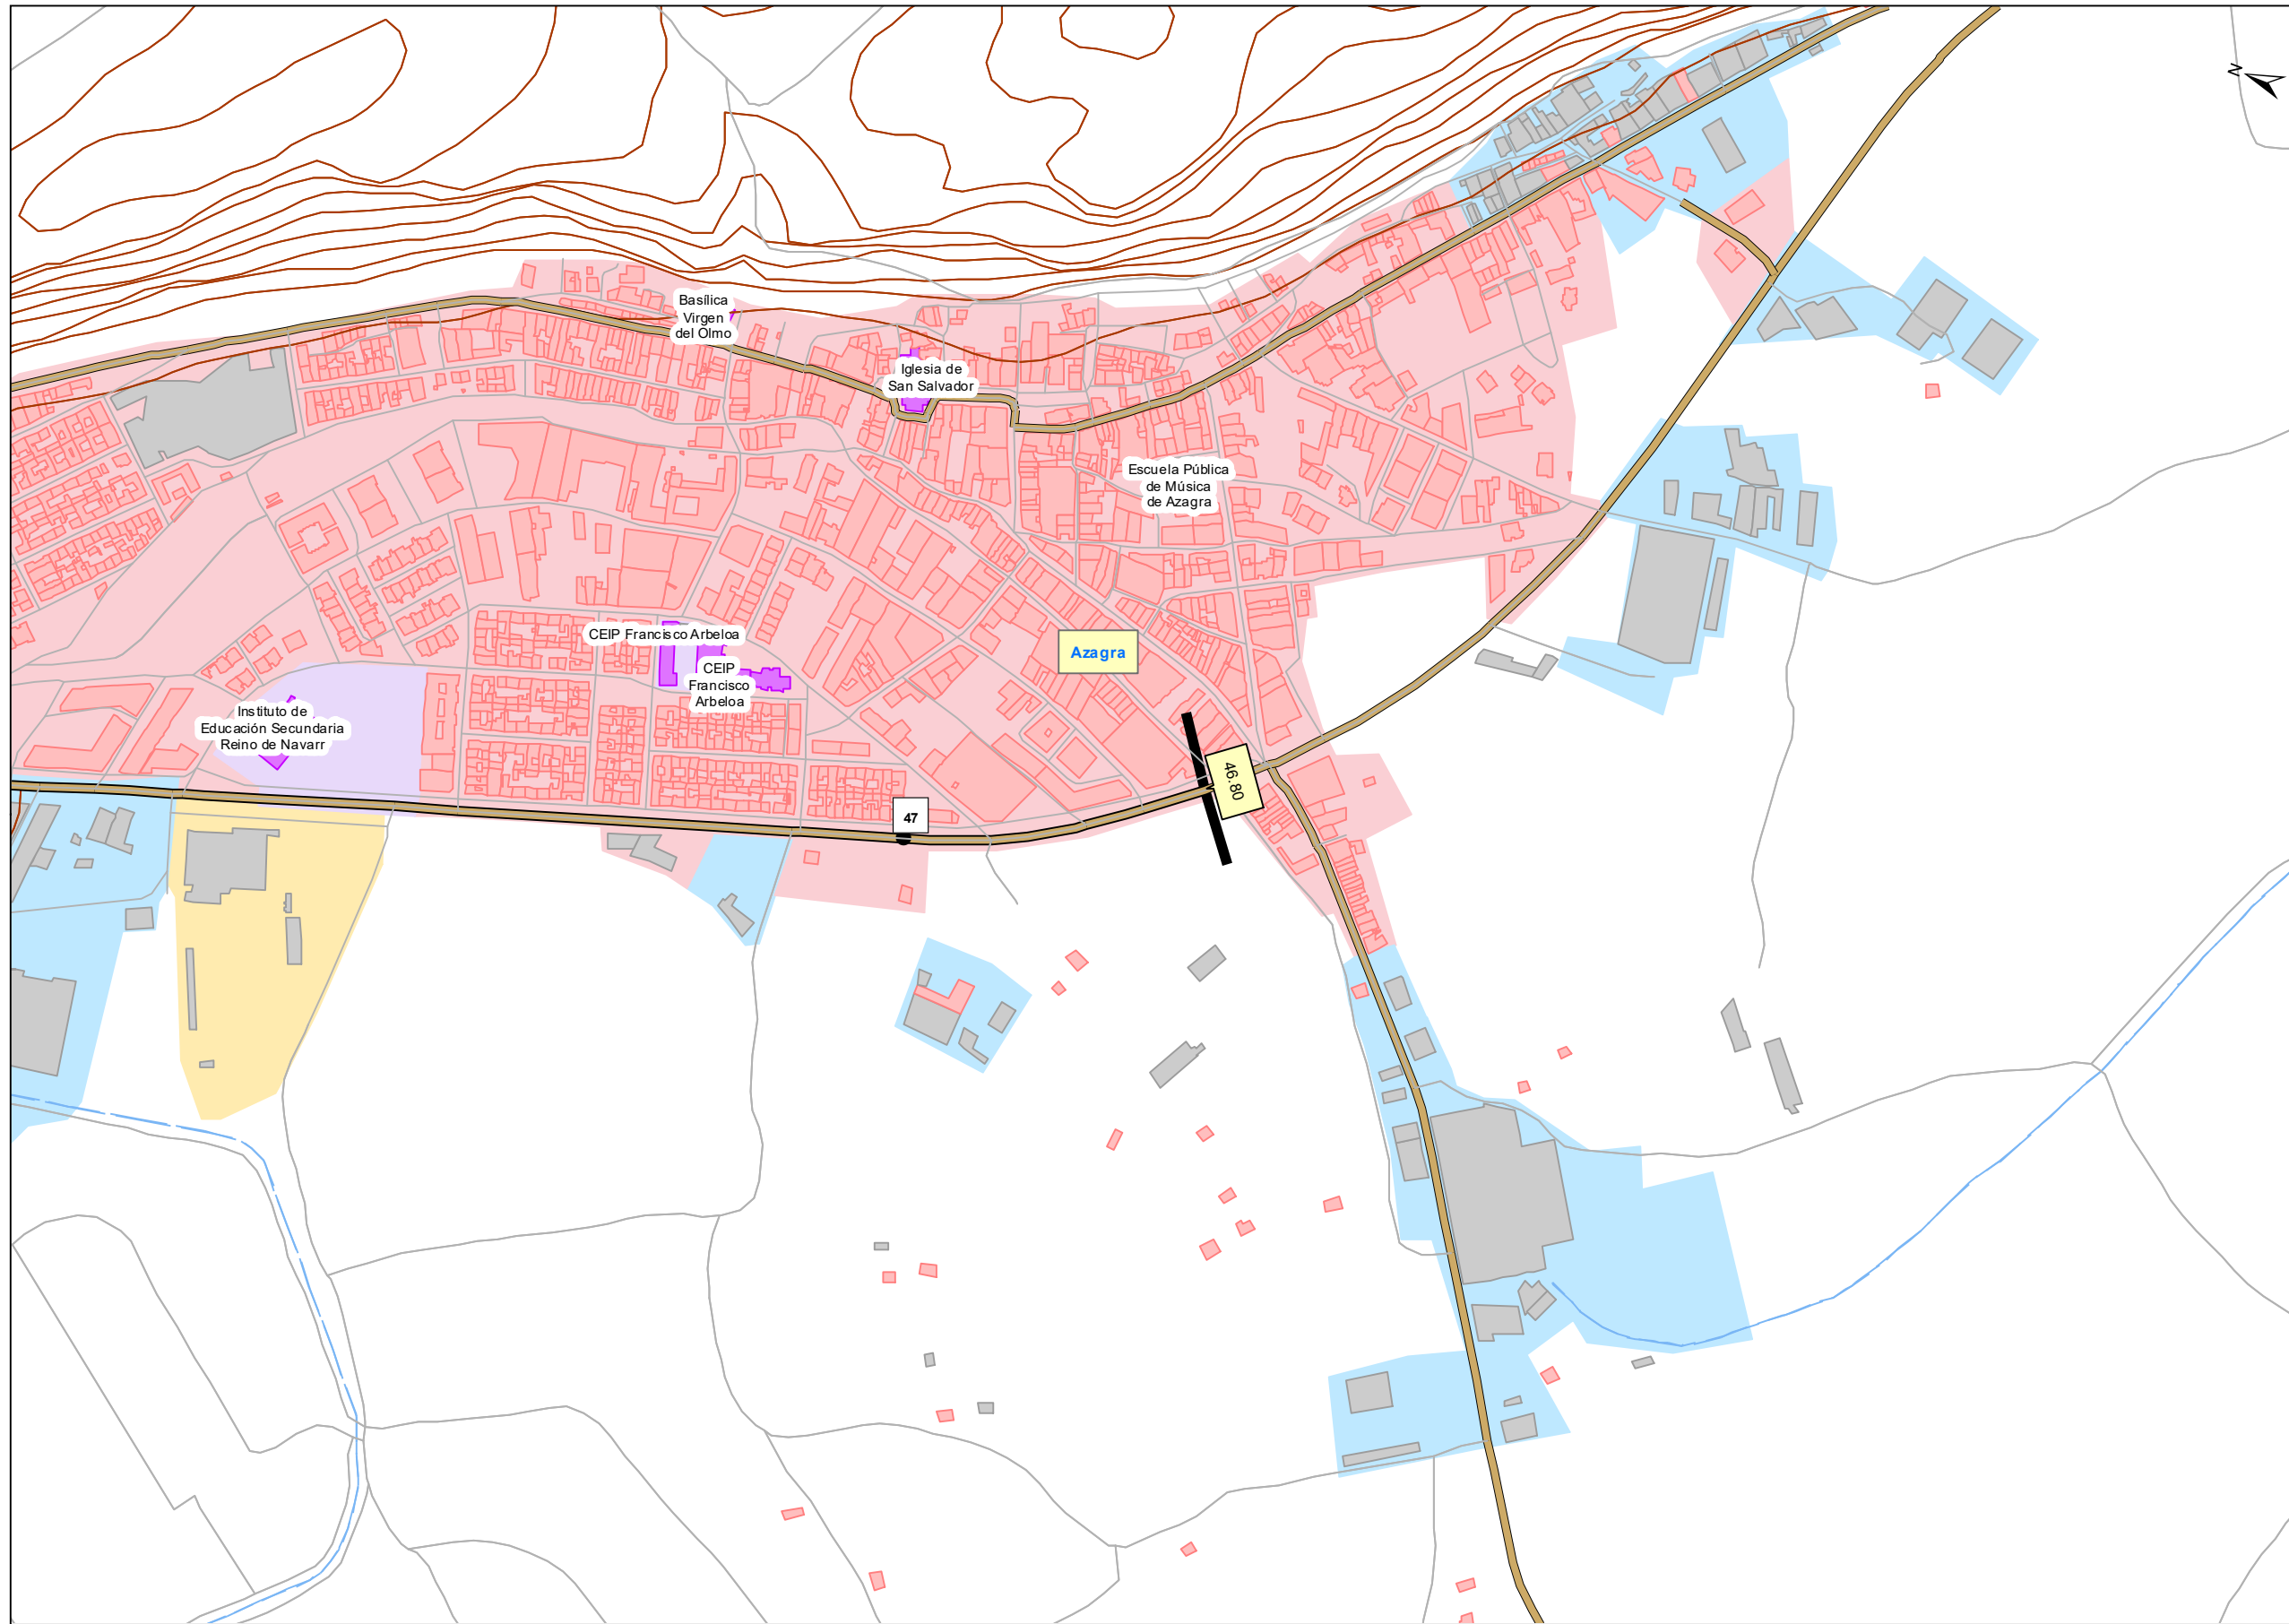 N
Basílica
Virgen
del Olmo
Iglesia de
San Salvador
Escuela Pública
de Música
de Azagra
CEIP Francisco Arbeloa
CEIP
Francisco
Arbeloa
Azagra
Instituto de
Educación Secundaria
Reino de Navarr
46.80
47